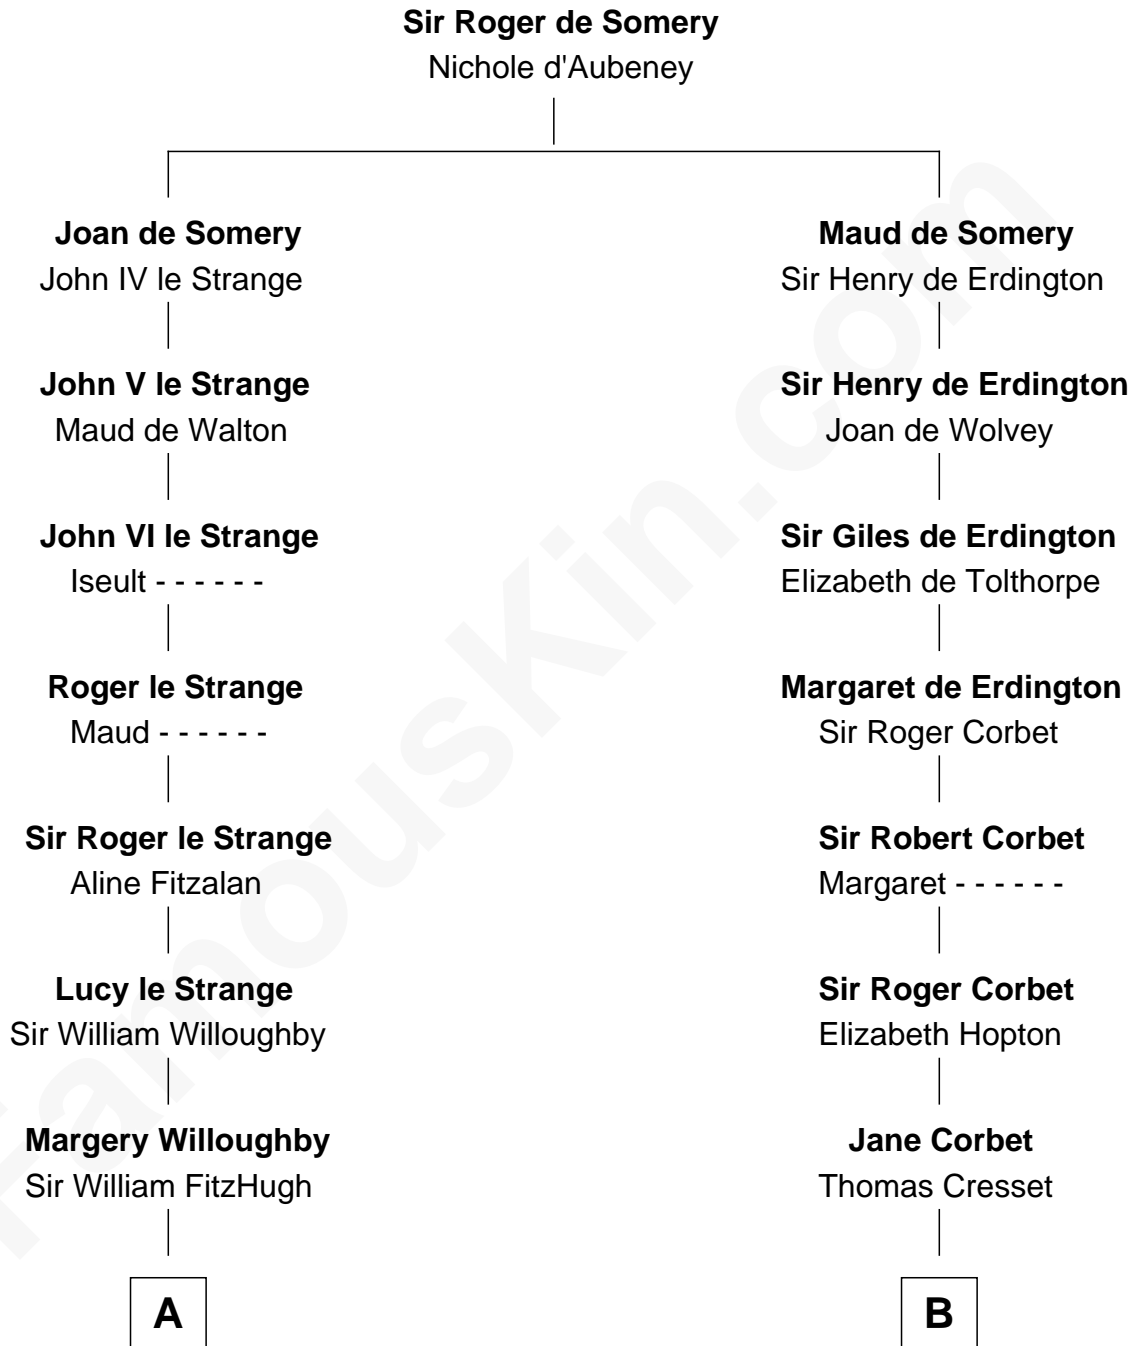 Sir Roger de Somery
Nichole d'Aubeney
Joan de Somery
John IV le Strange
Maud de Somery
Sir Henry de Erdington
John V le Strange
Maud de Walton
Sir Henry de Erdington
Joan de Wolvey
John VI le Strange
Iseult - - - - - -
Sir Giles de Erdington
Elizabeth de Tolthorpe
Roger le Strange
Maud - - - - - -
Margaret de Erdington
Sir Roger Corbet
Sir Roger le Strange
Aline Fitzalan
Sir Robert Corbet
Margaret - - - - - -
Lucy le Strange
Sir William Willoughby
Sir Roger Corbet
Elizabeth Hopton
Margery Willoughby
Sir William FitzHugh
Jane Corbet
Thomas Cresset
A
B
FamousKin.com